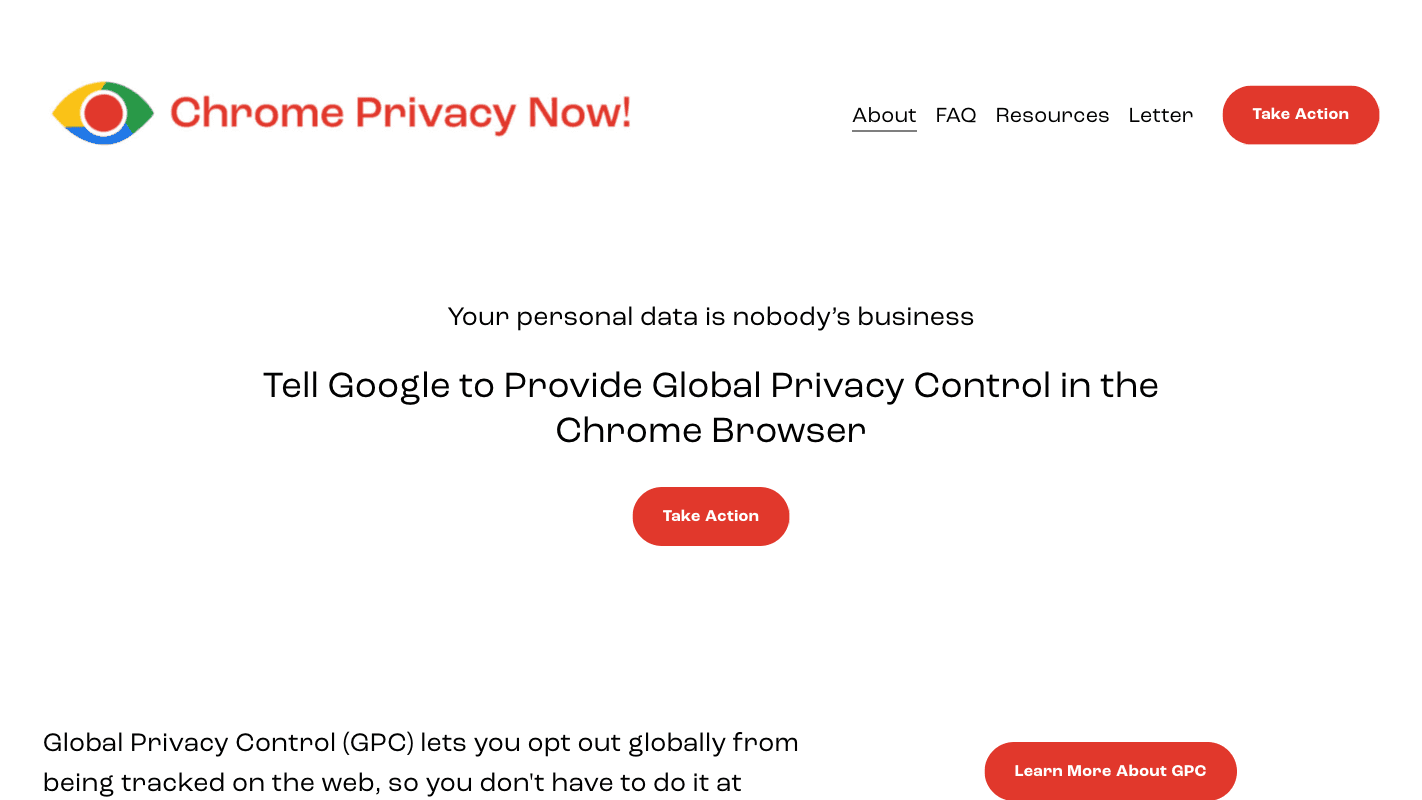 Chrome Privacy Now!
About FAQ Resources Letter Take Action
Your personal data is nobody’s business
Tell Google to Provide Global Privacy Control in the
Chrome Browser
Take Action
Global Privacy Control (GPC) lets you opt out globally from
being tracked on the web, so you don't have to do it at
Learn More About GPC